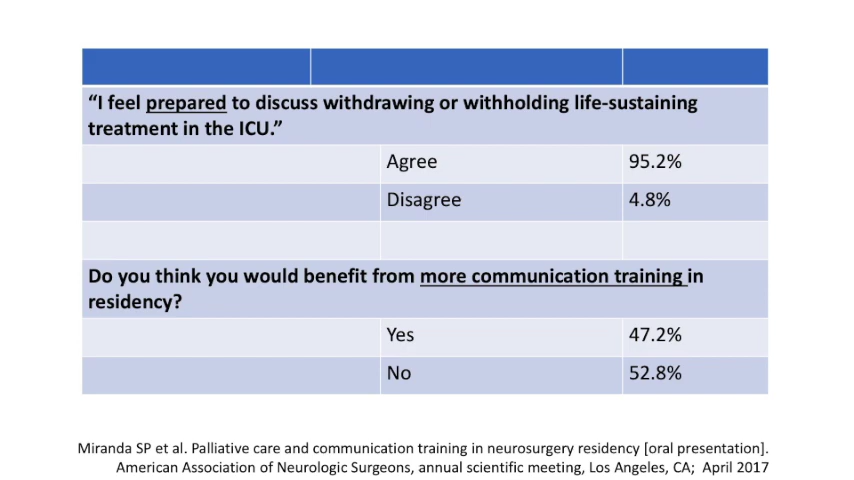 “I feel prepared to discuss withdrawing or withholding life-sustaining
treatment in the ICU.”
Agree 95.2%
Disagree 4.8%
Do you think you would benefit from more communication training in
residency?
Yes 47.2%
No 52.8%
Miranda SP et al. Palliative care and communication training in neurosurgery residency [oral presentation].
American Association of Neurologic Surgeons, annual scientific meeting, Los Angeles, CA;  April 2017